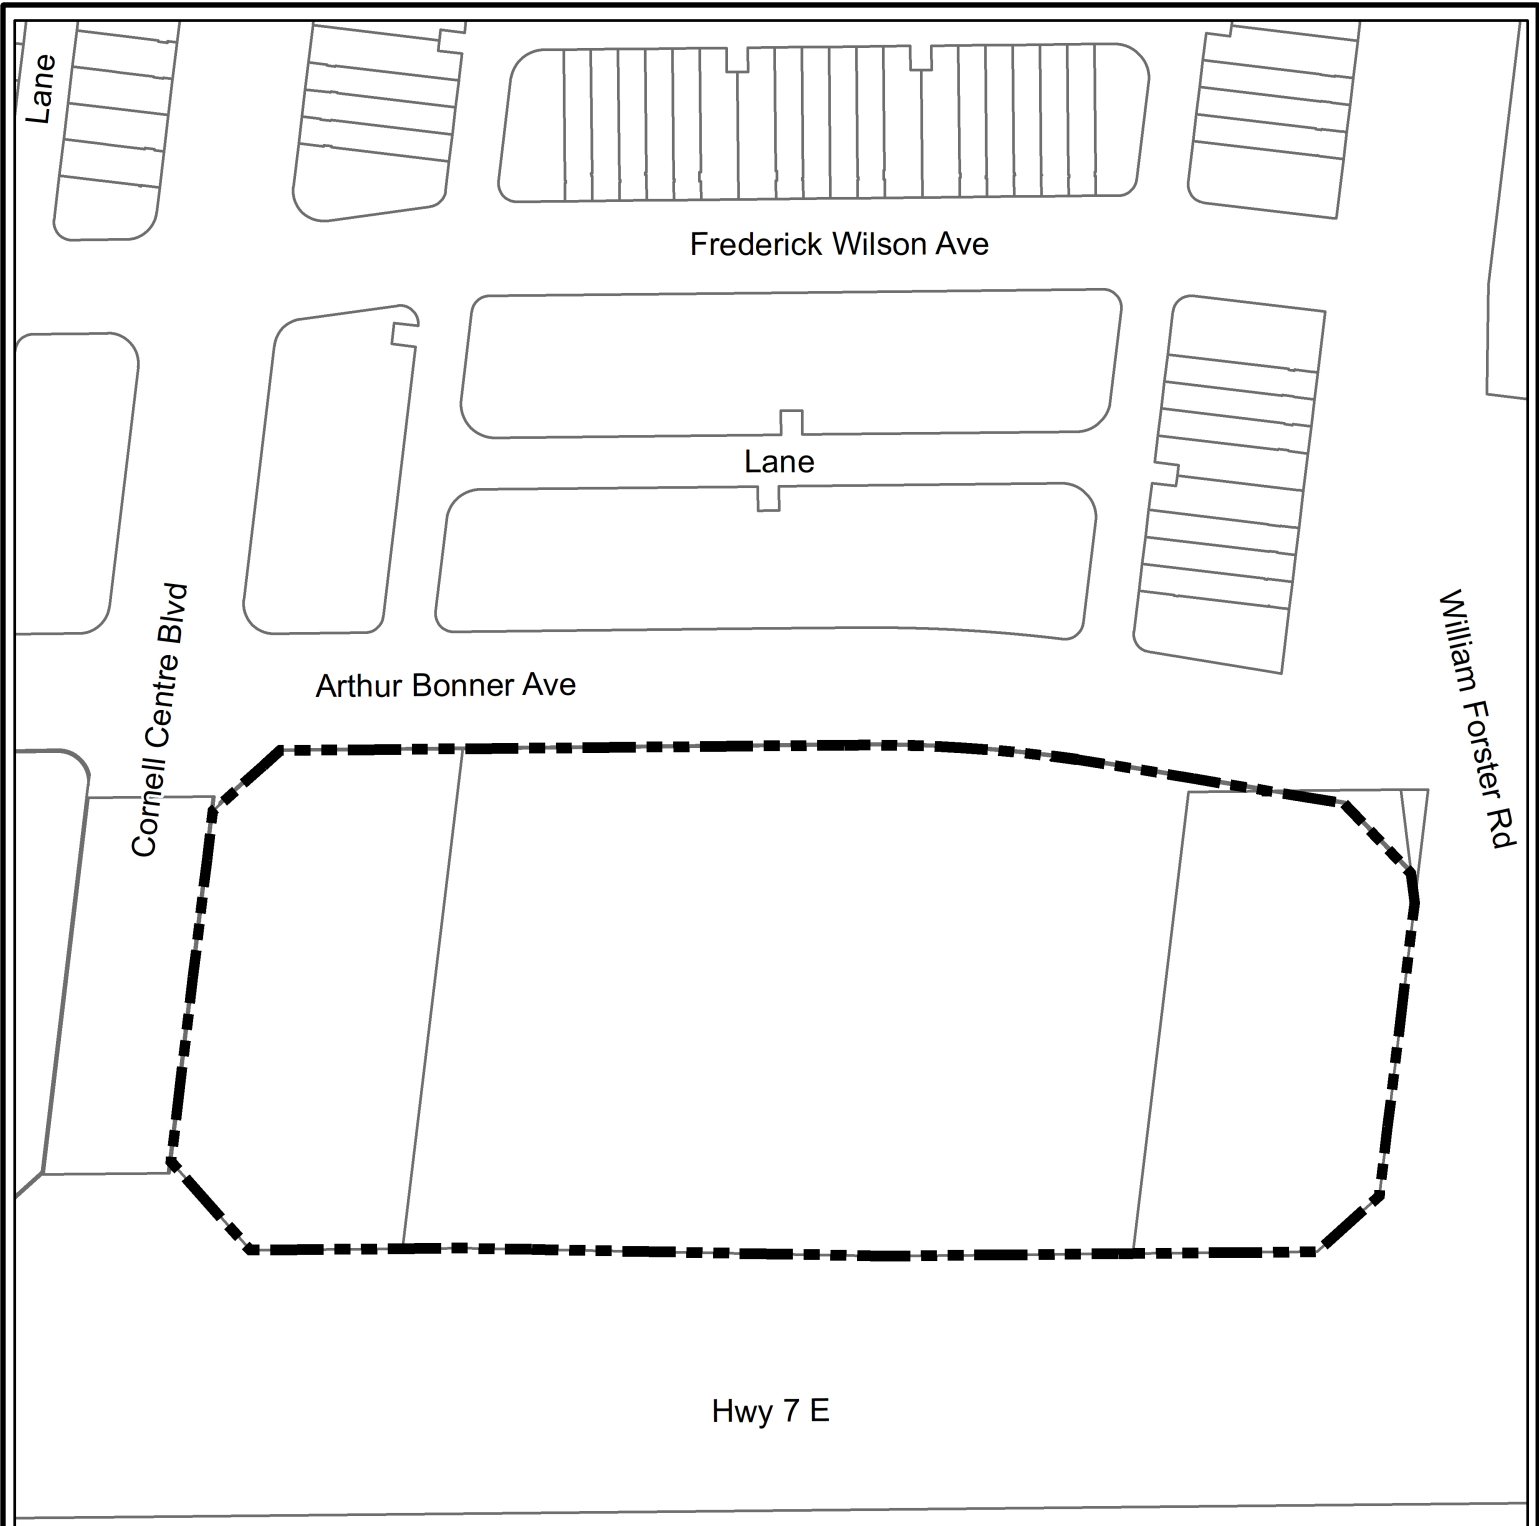 Lane
Frederick Wilson Ave
Lane
Cornell Centre Blvd
William Forster Rd
Arthur Bonner Ave
Hwy 7 E